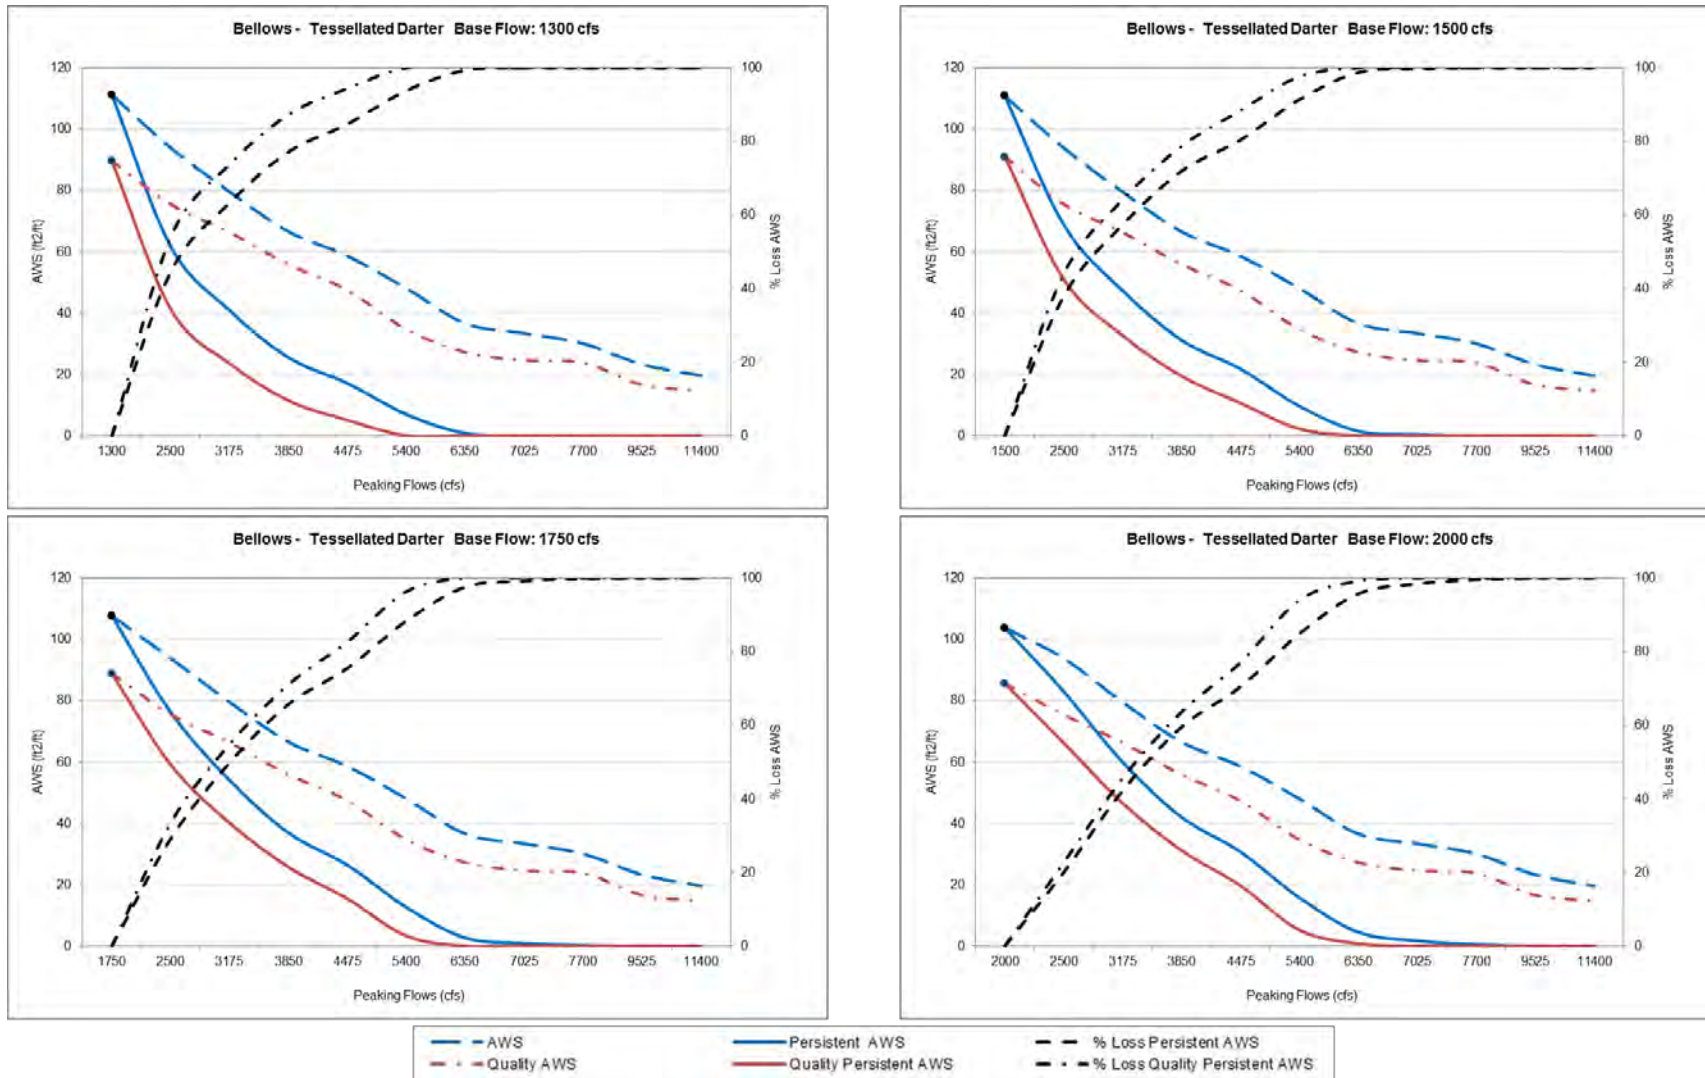 Bellows - Tessellated Darter Base Flow: 1300 cfs
120
100
80
60
40
20
0
AWS (ft2/ft)
100
80
60
40
20
0
% Loss AWS
1300 2500 3175 3850 4475 5400 6350 7025 7700 9525 11400
Peaking Flows (cfs)
Bellows - Tessellated Darter Base Flow: 1500 cfs
120
100
80
60
40
20
0
AWS (ft2/ft)
100
80
60
40
20
0
% Loss AWS
1500 2500 3175 3850 4475 5400 6350 7025 7700 9525 11400
Peaking Flows (cfs)
Bellows - Tessellated Darter Base Flow: 1750 cfs
120
100
80
60
40
20
0
AWS (ft2/ft)
100
80
60
40
20
0
% Loss AWS
1750 2500 3175 3850 4475 5400 6350 7025 7700 9525 11400
Peaking Flows (cfs)
Bellows - Tessellated Darter Base Flow: 2000 cfs
120
100
80
60
40
20
0
AWS (ft2/ft)
100
80
60
40
20
0
% Loss AWS
2000 2500 3175 3850 4475 5400 6350 7025 7700 9525 11400
Peaking Flows (cfs)
AWS Persistent AWS % Loss Persistent AWS
Quality AWS Quality Persistent AWS % Loss Quality Persistent AWS